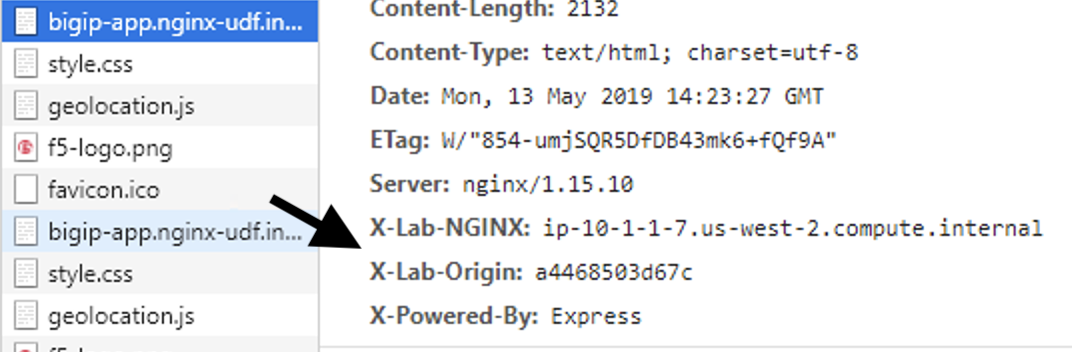 bigip-app.nginx-udf.in...
style.css
geolocation.js
f5-logo.png
favicon.ico
bigip-app.nginx-udf.in...
style.css
geolocation.js
Content-Length: 2132
Content-Type: text/html; charset=utf-8
Date: Mon, 13 May 2019 14:23:27 GMT
ETag: W/"854-umjSQR5DfDB43mk6+fQf9A"
Server: nginx/1.15.10
X-Lab-NGINX: ip-10-1-1-7.us-west-2.compute.internal
X-Lab-Origin: a4468503d67c
X-Powered-By: Express